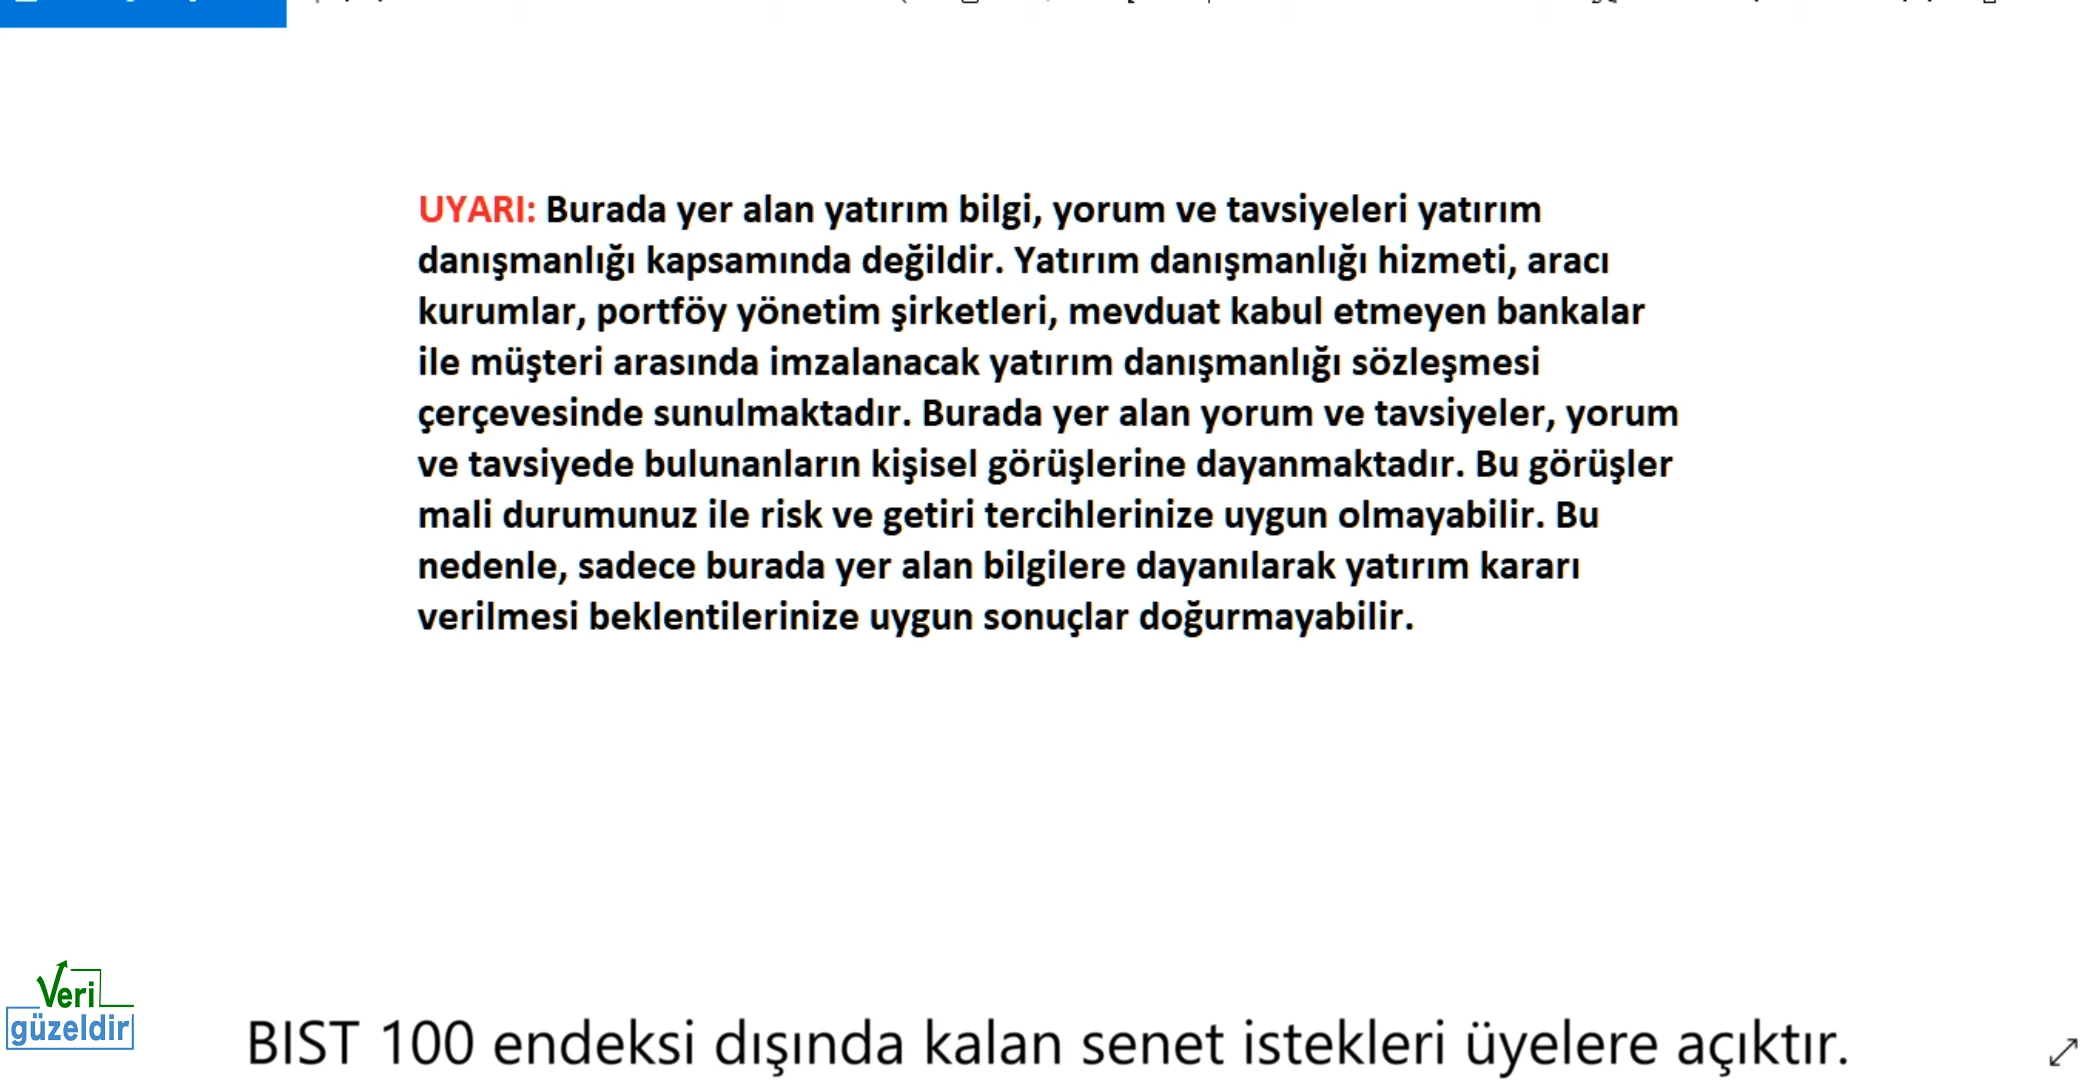 UYARI: Burada yer alan yatırım bilgi, yorum ve tavsiyeleri yatırım
danışmanlığı kapsamında değildir. Yatırım danışmanlığı hizmeti, aracı
kurumlar, portföy yönetim şirketleri, mevduat kabul etmeyen bankalar
ile müşteri arasında imzalanacak yatırım danışmanlığı sözleşmesi
çerçevesinde sunulmaktadır. Burada yer alan yorum ve tavsiyeler, yorum
ve tavsiyede bulunanların kişisel görüşlerine dayanmaktadır. Bu görüşler
mali durumunuz ile risk ve getiri tercihlerinize uygun olmayabilir. Bu
nedenle, sadece burada yer alan bilgilere dayanılarak yatırım kararı
verilmesi beklentilerinize uygun sonuçlar doğurmayabilir.
Veri
güzeldir
BIST 100 endeksi dışında kalan senet istekleri üyelere açıktır.